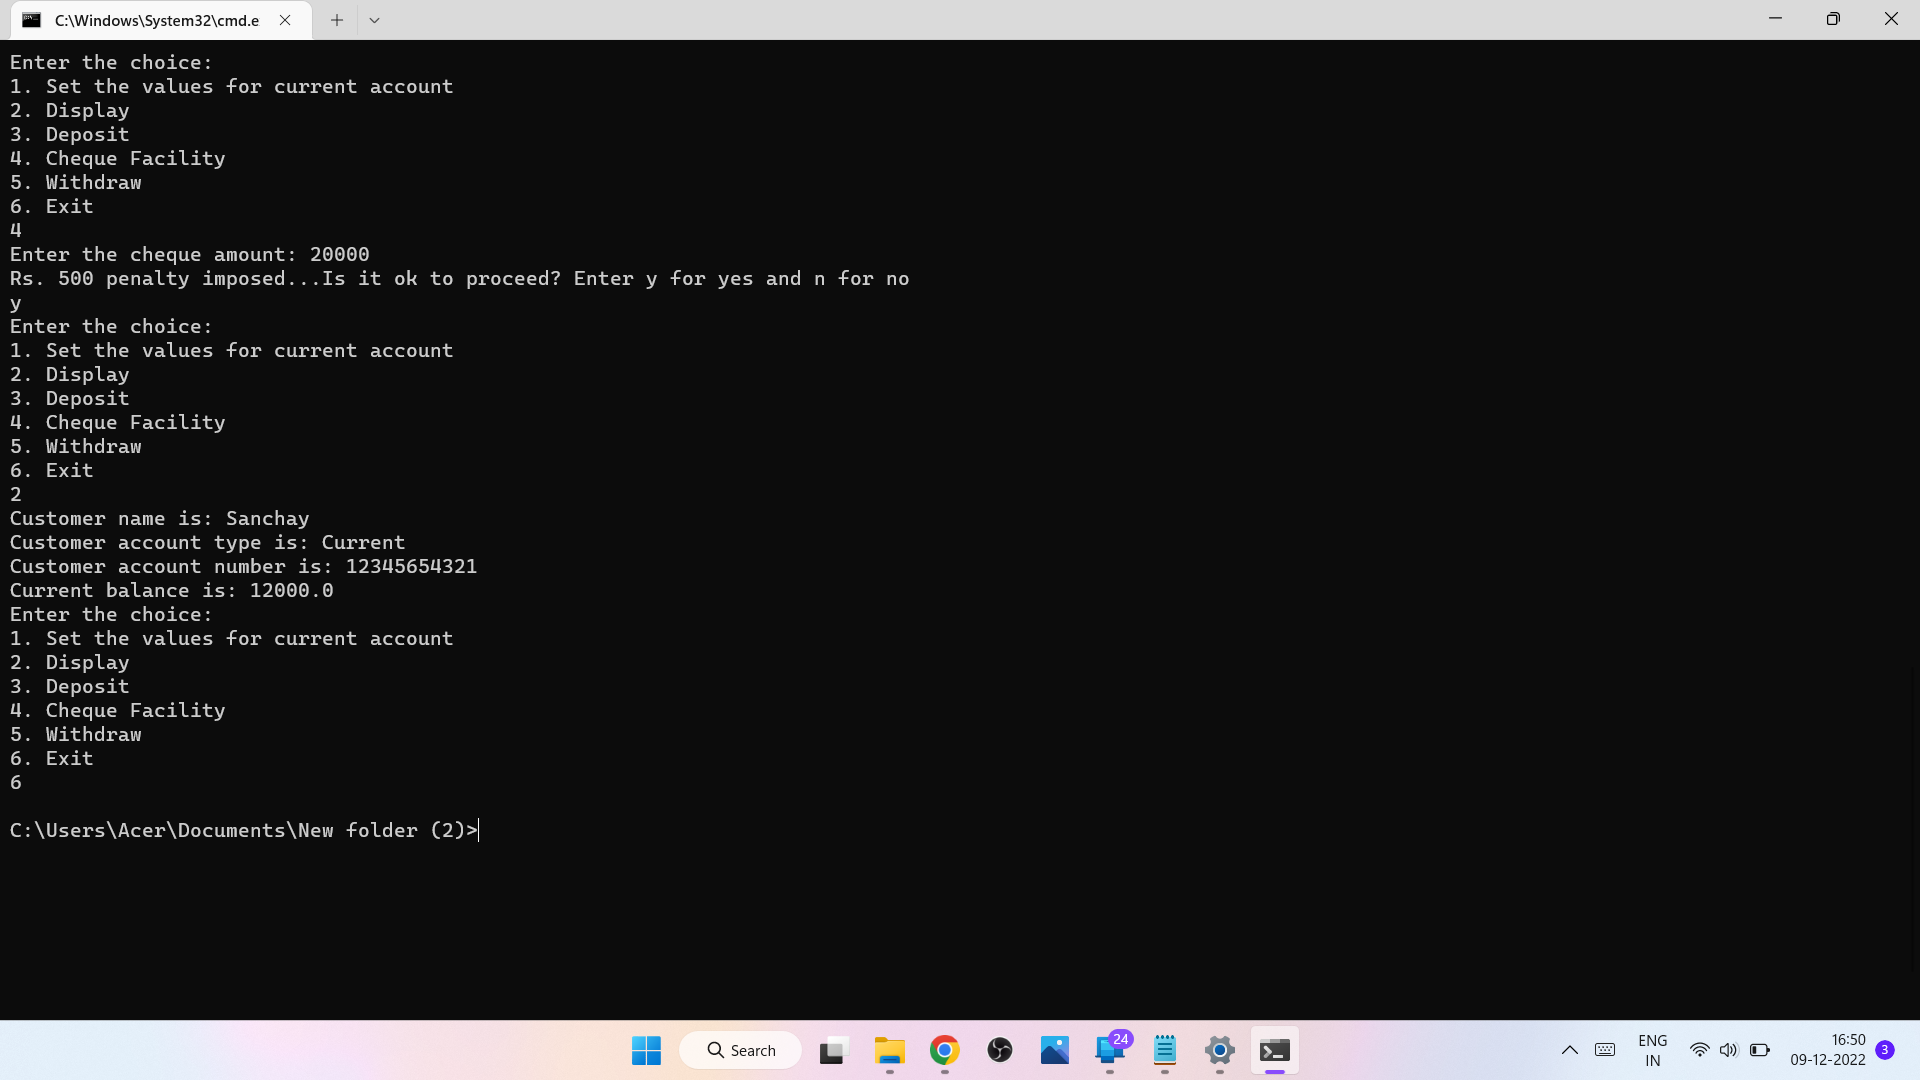 C:\Windows\System32\cmd.e
Enter the choice:
1. Set the values for current account
2. Display
3. Deposit
4. Cheque Facility
5. Withdraw
6. Exit
4
Enter the cheque amount: 20000
Rs. 500 penalty imposed...Is it ok to proceed? Enter y for yes and n for no
y
Enter the choice:
1. Set the values for current account
2. Display
3. Deposit
4. Cheque Facility
5. Withdraw
6. Exit
2
Customer name is: Sanchay
Customer account type is: Current
Customer account number is: 12345654321
Current balance is: 12000.0
Enter the choice:
1. Set the values for current account
2. Display
3. Deposit
4. Cheque Facility
5. Withdraw
6. Exit
6
C:\Users\Acer\Documents\New folder (2)>
Search
24
ENG
IN
16:50
09-12-2022
3